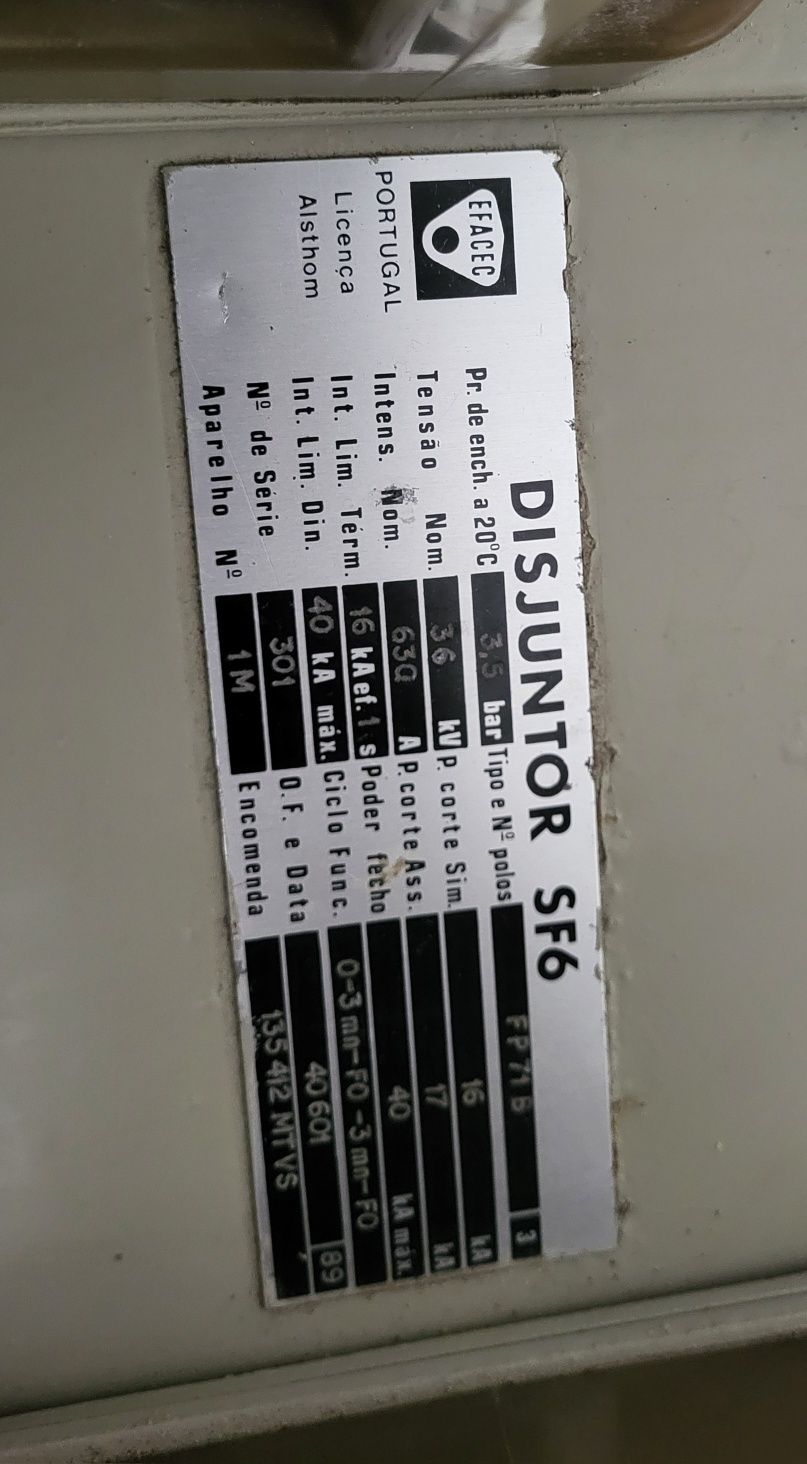 EFACEC
PORTUGAL
Licença
Alsthom
DISJUNTOR SF6
Pr. de ench. a 20ºC 3,5 bar Tipo e Nº polos FP 71 B 3
Tensão Nom. 36 kV P. corte Sim. 16 kA
Intens. Nom. 630 A P. corte Ass. 17 kA
Int. Lim. Térm. 16 kA ef. 1 s Poder fecho 40 kA máx.
Int. Lim. Din. 40 kA máx. Ciclo Func. 0-3 mn-FO-3 mn-FO
Nº de Série 301 O.F. e Data 40601 89
Aparelho Nº 1M Encomenda 135 412 MTVS